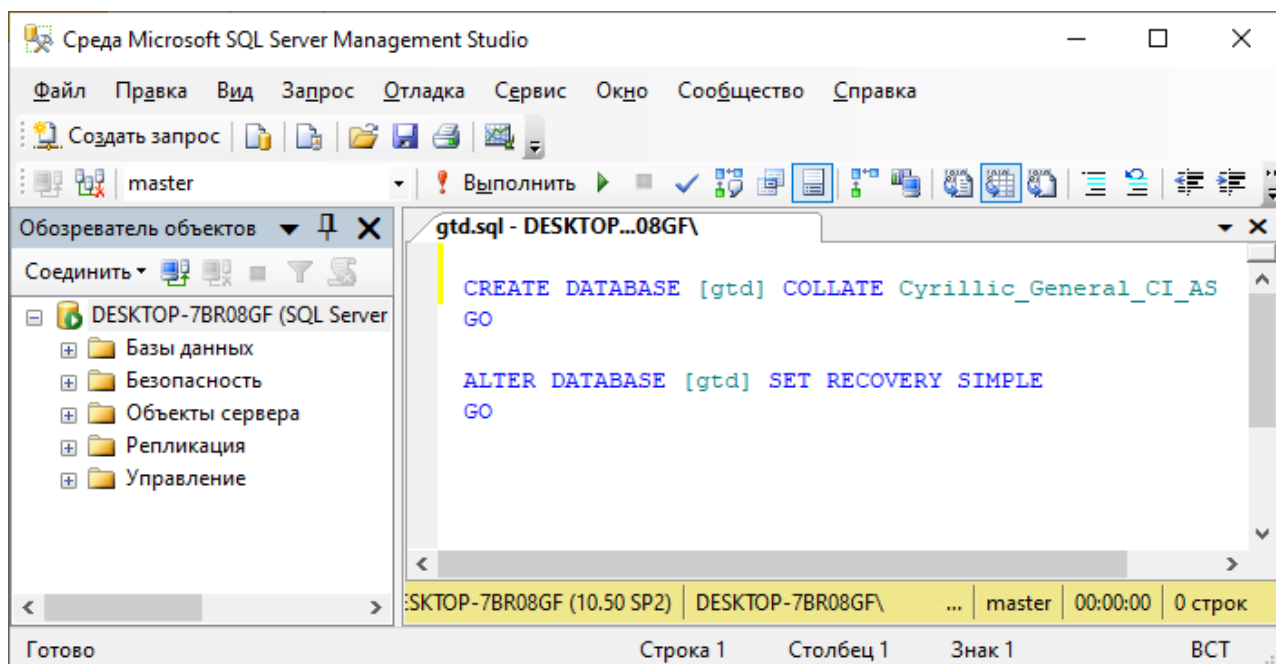 Среда Microsoft SQL Server Management Studio
Файл Правка Вид Запрос Отладка Сервис Окно Сообщество Справка
Создать запрос
master Выполнить
Обозреватель объектов
Соединить
DESKTOP-7BR08GF (SQL Server
Базы данных
Безопасность
Объекты сервера
Репликация
Управление
gtd.sql - DESKTOP...08GF\
CREATE DATABASE [gtd] COLLATE Cyrillic_General_CI_AS
GO
ALTER DATABASE [gtd] SET RECOVERY SIMPLE
GO
SKTOP-7BR08GF (10.50 SP2) DESKTOP-7BR08GF\ ... master 00:00:00 0 строк
Готово Строка 1 Столбец 1 Знак 1 ВСТ